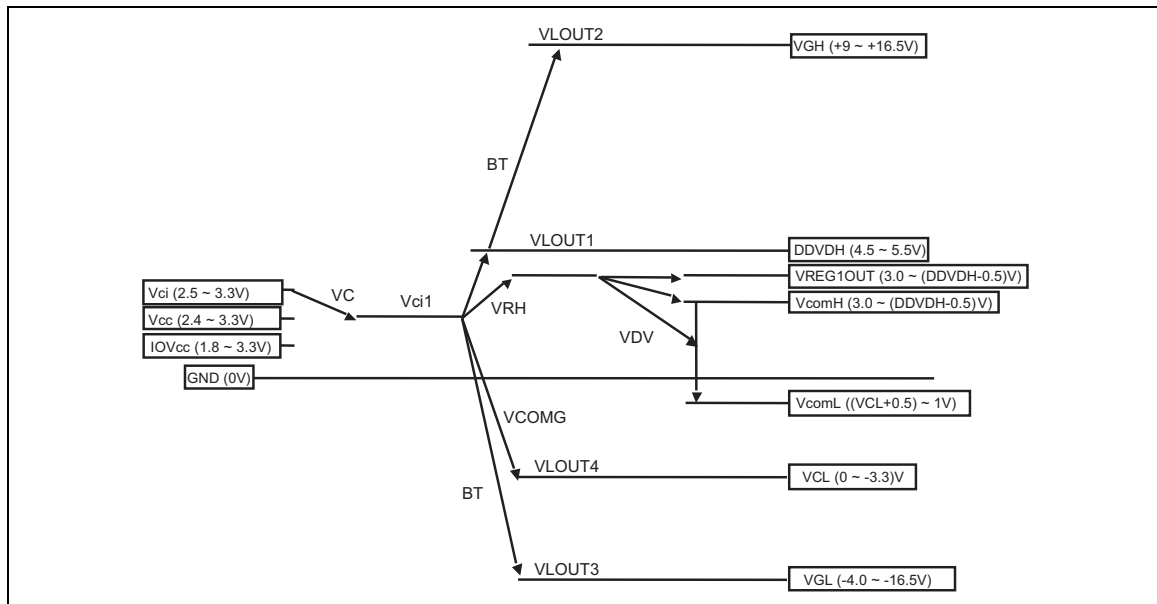 VLOUT2
VGH (+9 ~ +16.5V)
BT
VLOUT1
DDVDH (4.5 ~ 5.5V)
VREG1OUT (3.0 ~ (DDVDH-0.5)V)
Vci (2.5 ~ 3.3V)
VC
Vci1
VRH
VcomH (3.0 ~ (DDVDH-0.5)V)
Vcc (2.4 ~ 3.3V)
VDV
IOVcc (1.8 ~ 3.3V)
GND (0V)
VcomL ((VCL+0.5) ~ 1V)
VCOMG
VLOUT4
VCL (0 ~ -3.3)V
BT
VLOUT3
VGL (-4.0 ~ -16.5V)